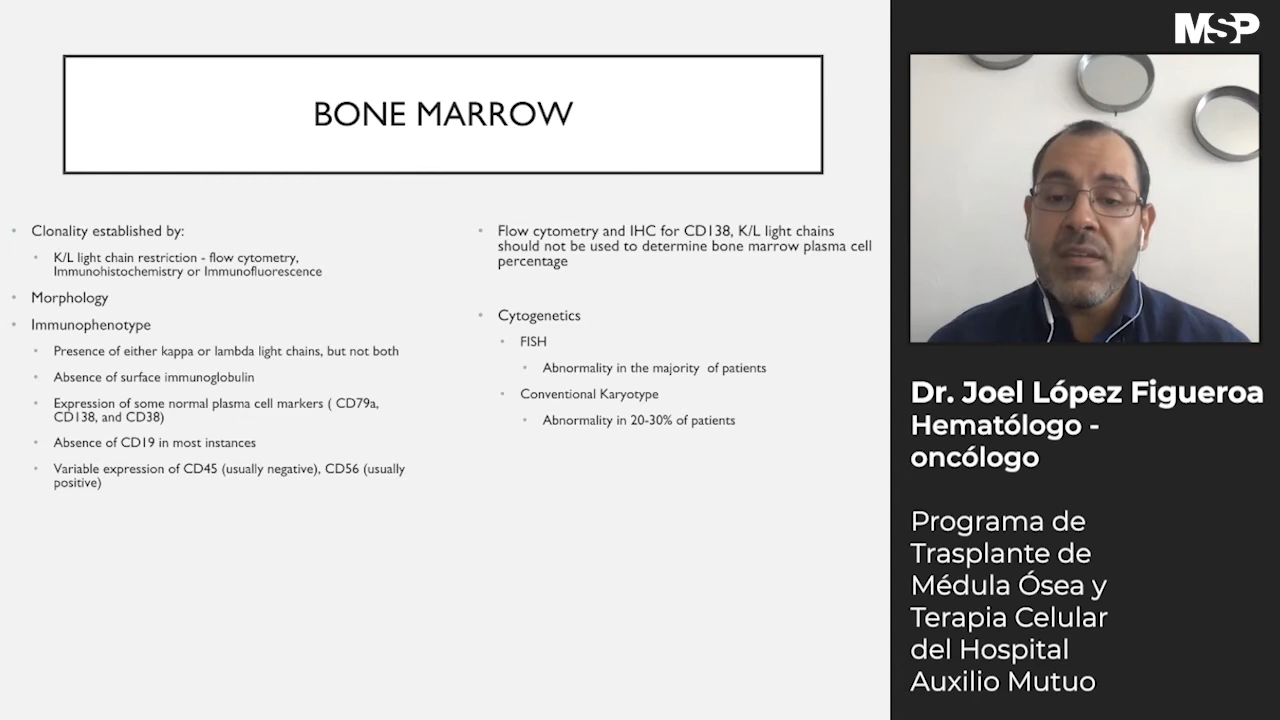 BONE MARROW
Clonality established by:
K/L light chain restriction - flow cytometry,
Immunohistochemistry or Immunofluorescence
Morphology
Immunophenotype
Presence of either kappa or lambda light chains, but not both
Absence of surface immunoglobulin
Expression of some normal plasma cell markers ( CD79a,
CD138, and CD38)
Absence of CD19 in most instances
Variable expression of CD45 (usually negative), CD56 (usually
positive)
Flow cytometry and IHC for CD138, K/L light chains
should not be used to determine bone marrow plasma cell
percentage
Cytogenetics
FISH
Abnormality in the majority of patients
Conventional Karyotype
Abnormality in 20-30% of patients
MSP
Dr. Joel López Figueroa
Hematólogo -
oncólogo
Programa de
Trasplante de
Médula Ósea y
Terapia Celular
del Hospital
Auxilio Mutuo